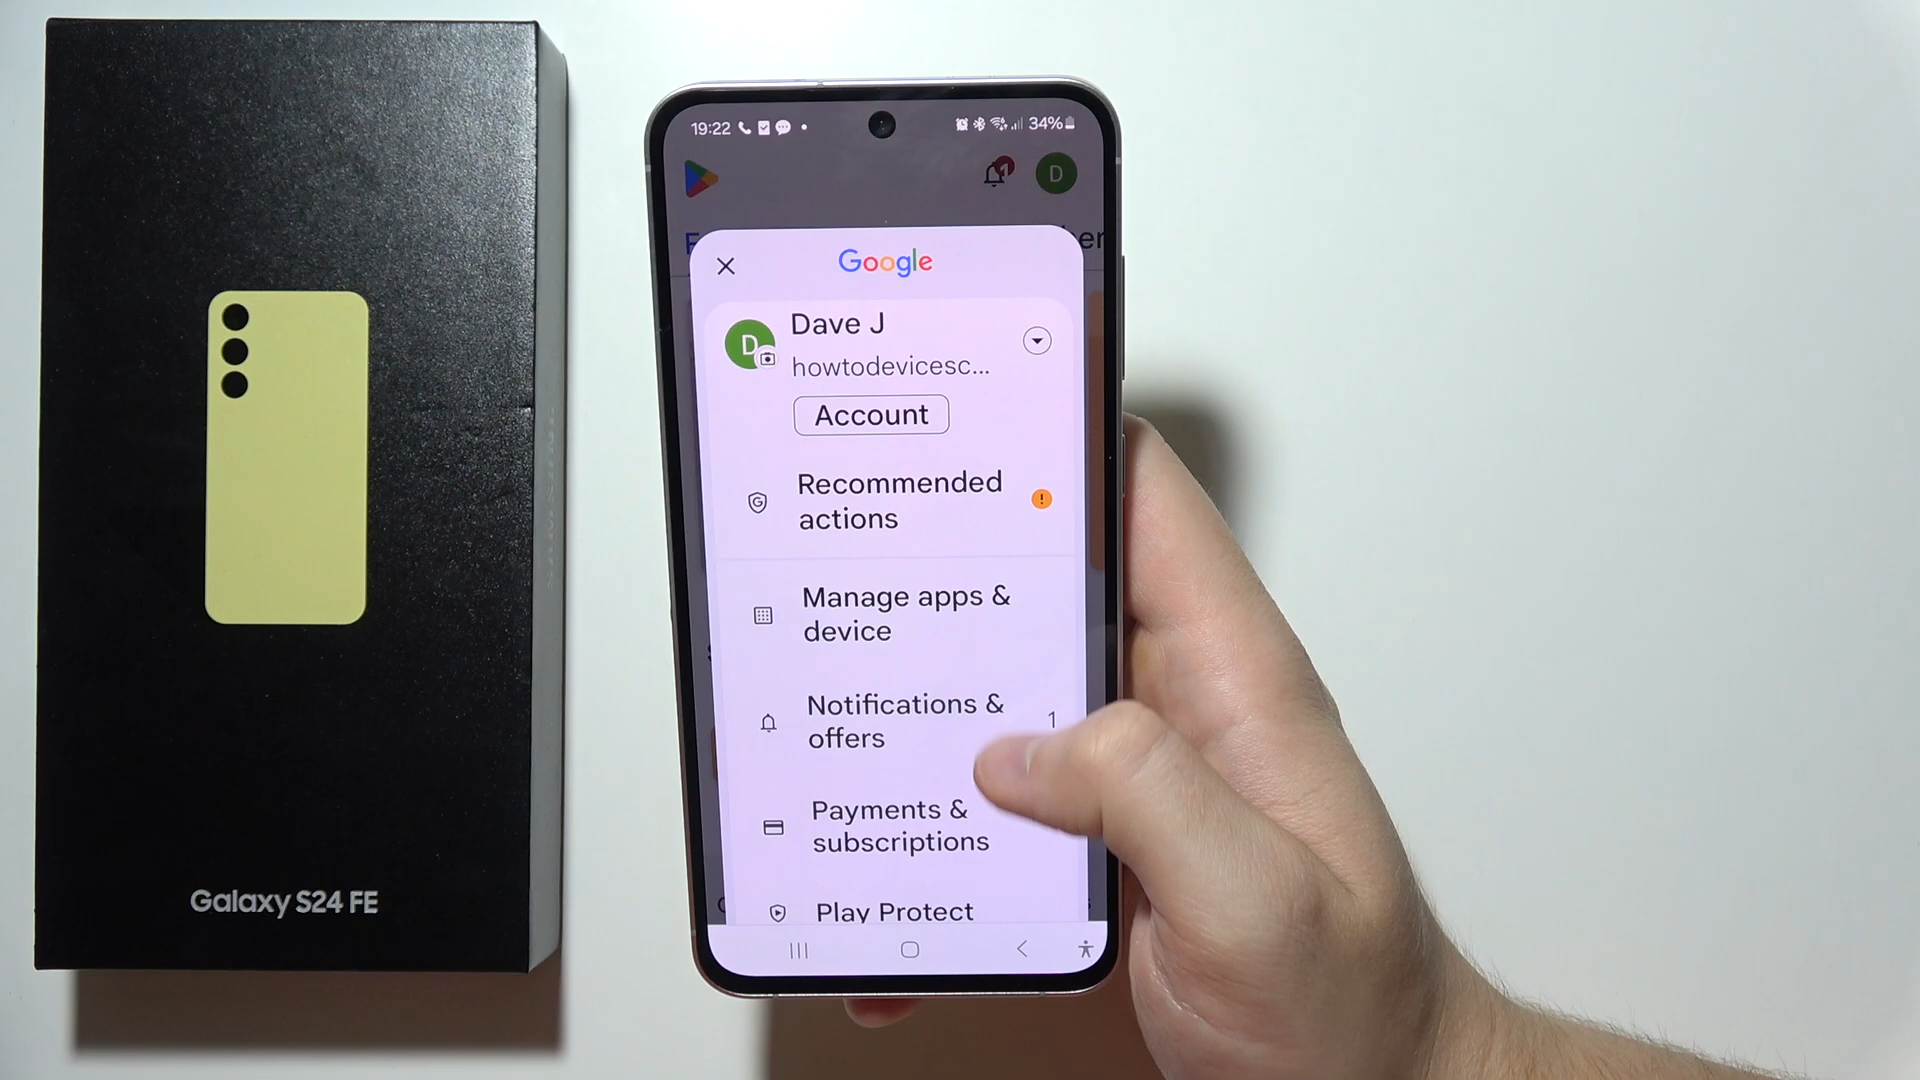 19:22
34%
D
Google
Dave J
D
howtodevicesc...
Account
Recommended
actions
!
Manage apps &
device
Notifications &
offers
1
Payments &
subscriptions
Play Protect
Galaxy S24 FE